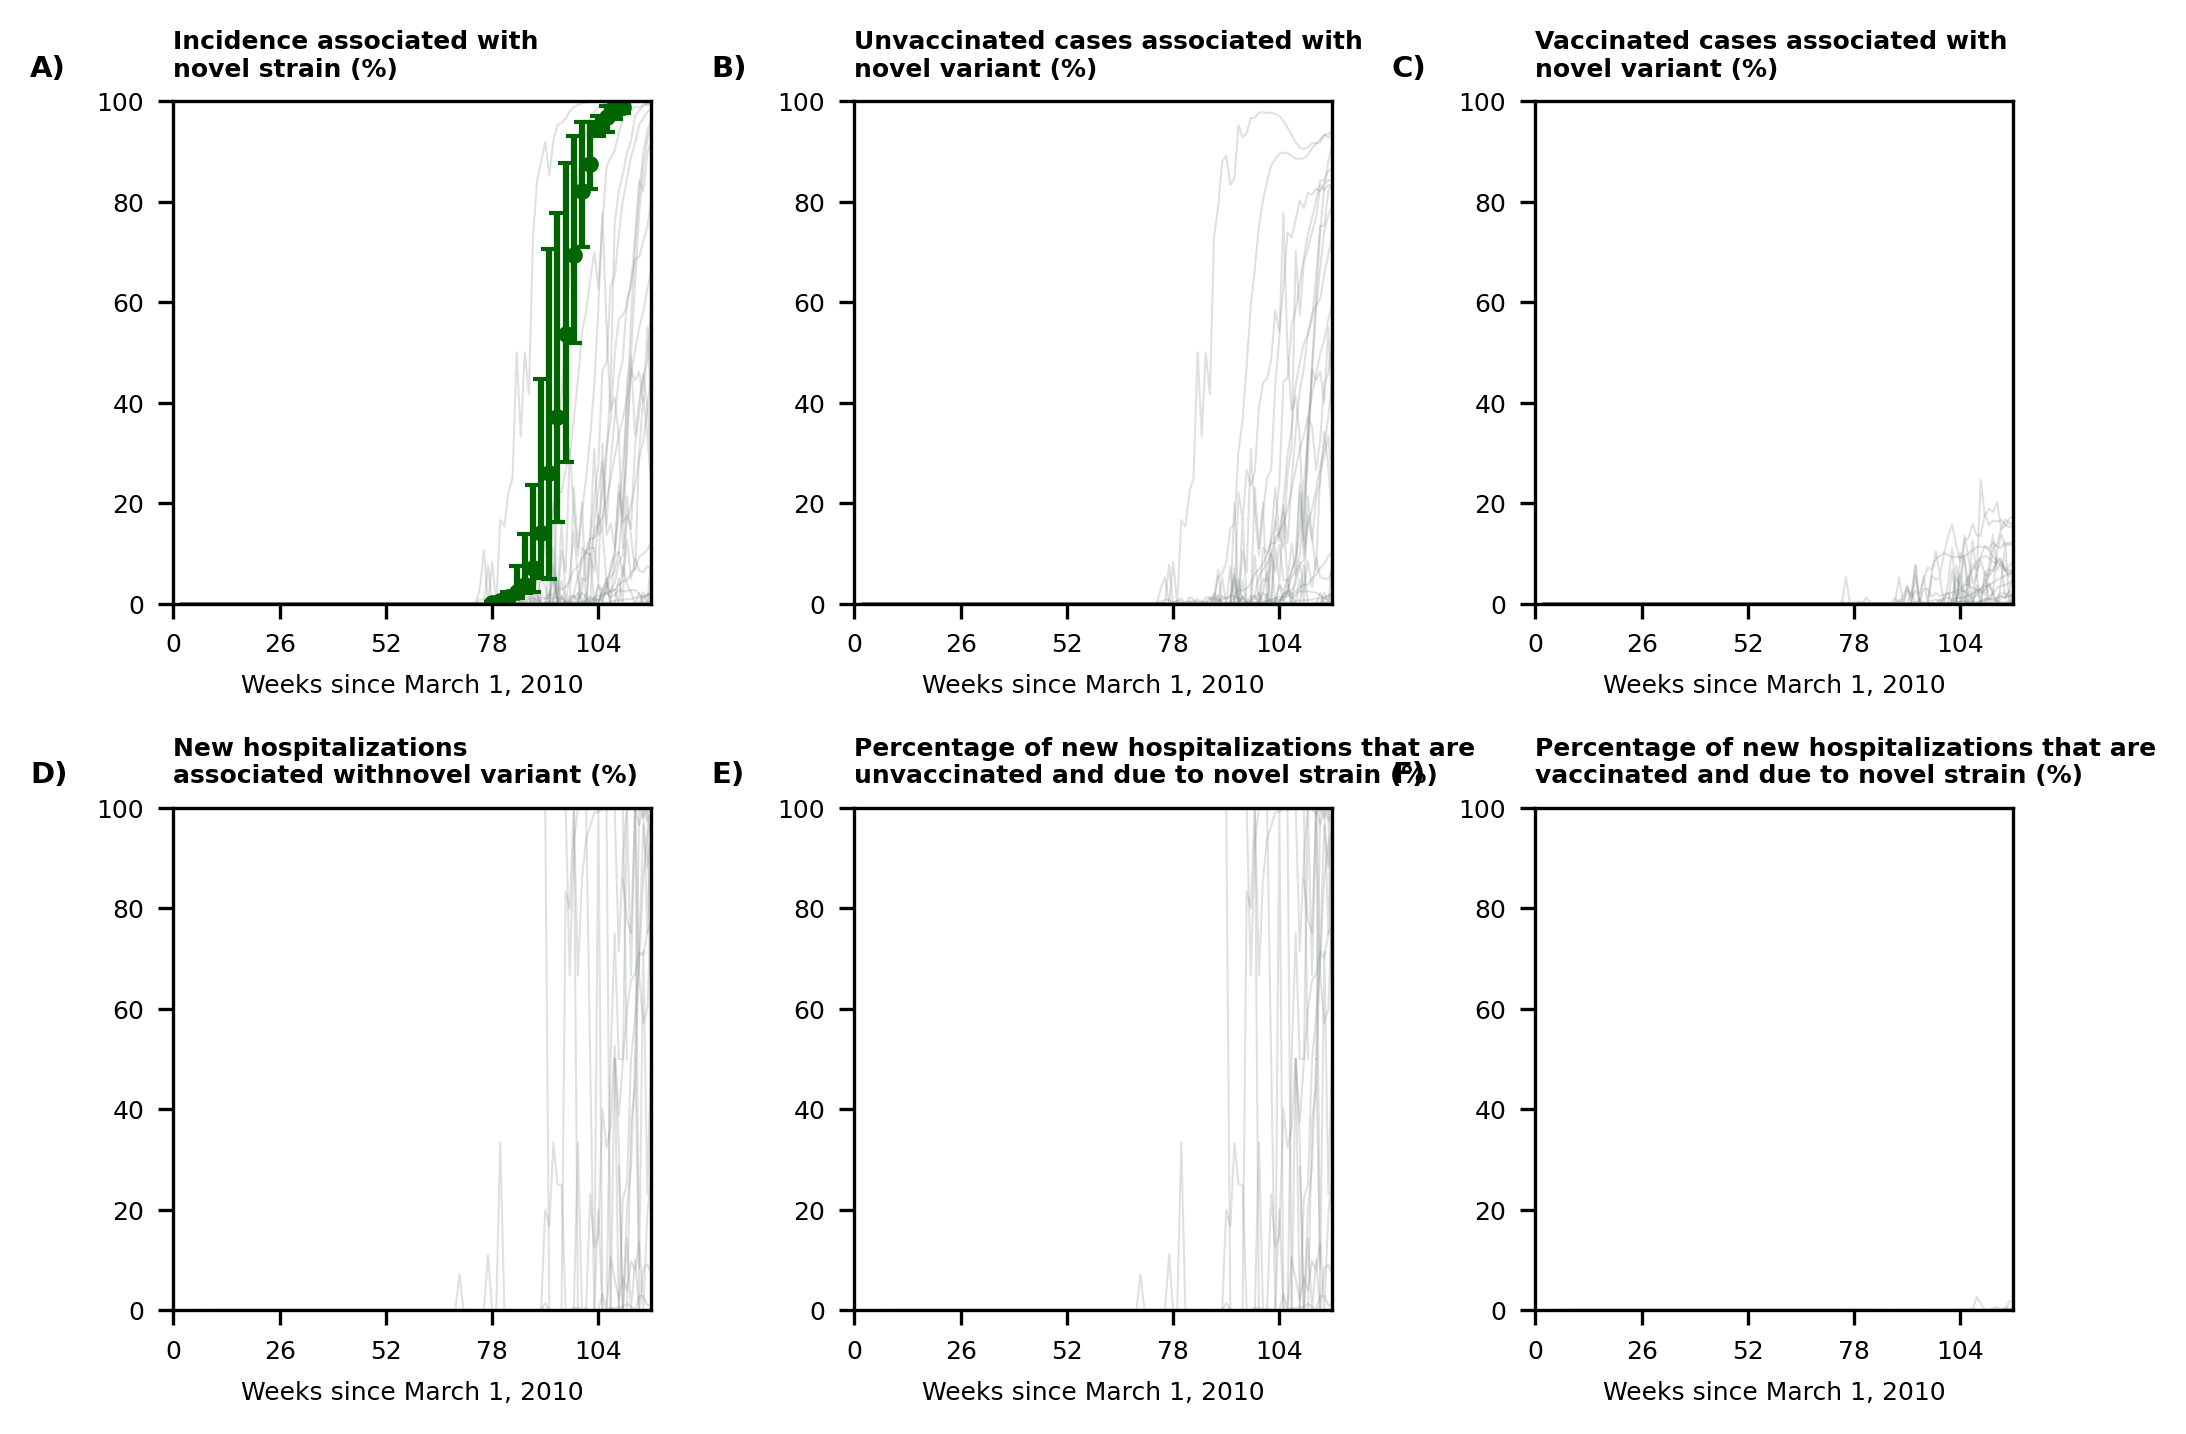 A)
Incidence associated with
novel strain (%)
100
80
60
40
20
0
0 26 52 78 104
Weeks since March 1, 2010
B)
Unvaccinated cases associated with
novel variant (%)
100
80
60
40
20
0
0 26 52 78 104
Weeks since March 1, 2010
C)
Vaccinated cases associated with
novel variant (%)
100
80
60
40
20
0
0 26 52 78 104
Weeks since March 1, 2010
D)
New hospitalizations
associated withnovel variant (%)
100
80
60
40
20
0
0 26 52 78 104
Weeks since March 1, 2010
E)
Percentage of new hospitalizations that are
unvaccinated and due to novel strain (%)
100
80
60
40
20
0
0 26 52 78 104
Weeks since March 1, 2010
F)
Percentage of new hospitalizations that are
vaccinated and due to novel strain (%)
100
80
60
40
20
0
0 26 52 78 104
Weeks since March 1, 2010